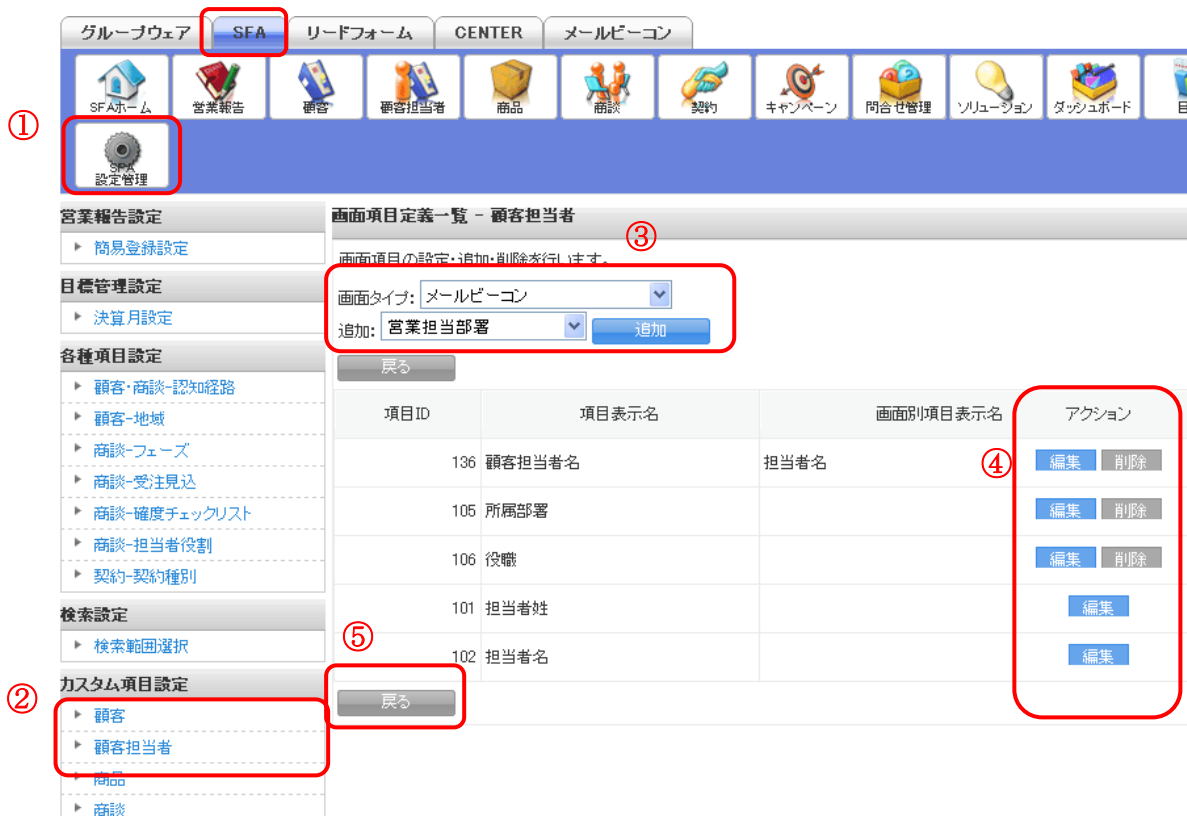 グループウェア SFA リードフォーム CENTER メールビーコン
SFAホーム 営業報告 顧客 顧客担当者 商品 商談 契約 キャンペーン 問合せ管理 ソリューション ダッシュボード
①
SFA
設定管理
営業報告設定
簡易登録設定
目標管理設定
決算月設定
各種項目設定
顧客・商談-認知経路
顧客-地域
商談-フェーズ
商談-受注見込
商談-確度チェックリスト
商談-担当者役割
契約-契約種別
検索設定
検索範囲選択
カスタム項目設定
②
顧客
顧客担当者
商品
商談
画面項目定義一覧 - 顧客担当者
③
画面項目の設定・追加・削除を行います。
画面タイプ: メールビーコン
追加: 営業担当部署 追加
戻る
項目ID 項目表示名 画面別項目表示名 アクション
136 顧客担当者名 担当者名 ④ 編集 削除
105 所属部署 編集 削除
106 役職 編集 削除
101 担当者姓 編集
102 担当者名 編集
⑤
戻る